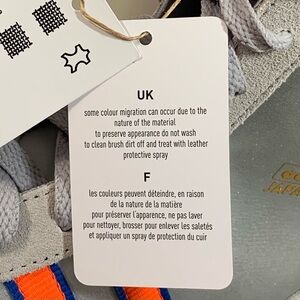 UK
some colour migration can occur due to the
nature of the material
to preserve appearance do not wash
to clean brush dirt off and treat with leather
protective spray
F
les couleurs peuvent déteindre, en raison
de la nature de la matière
pour préserver l'apparence, ne pas laver
pour nettoyer, brosser pour enlever les saletés
et appliquer un spray de protection du cuir